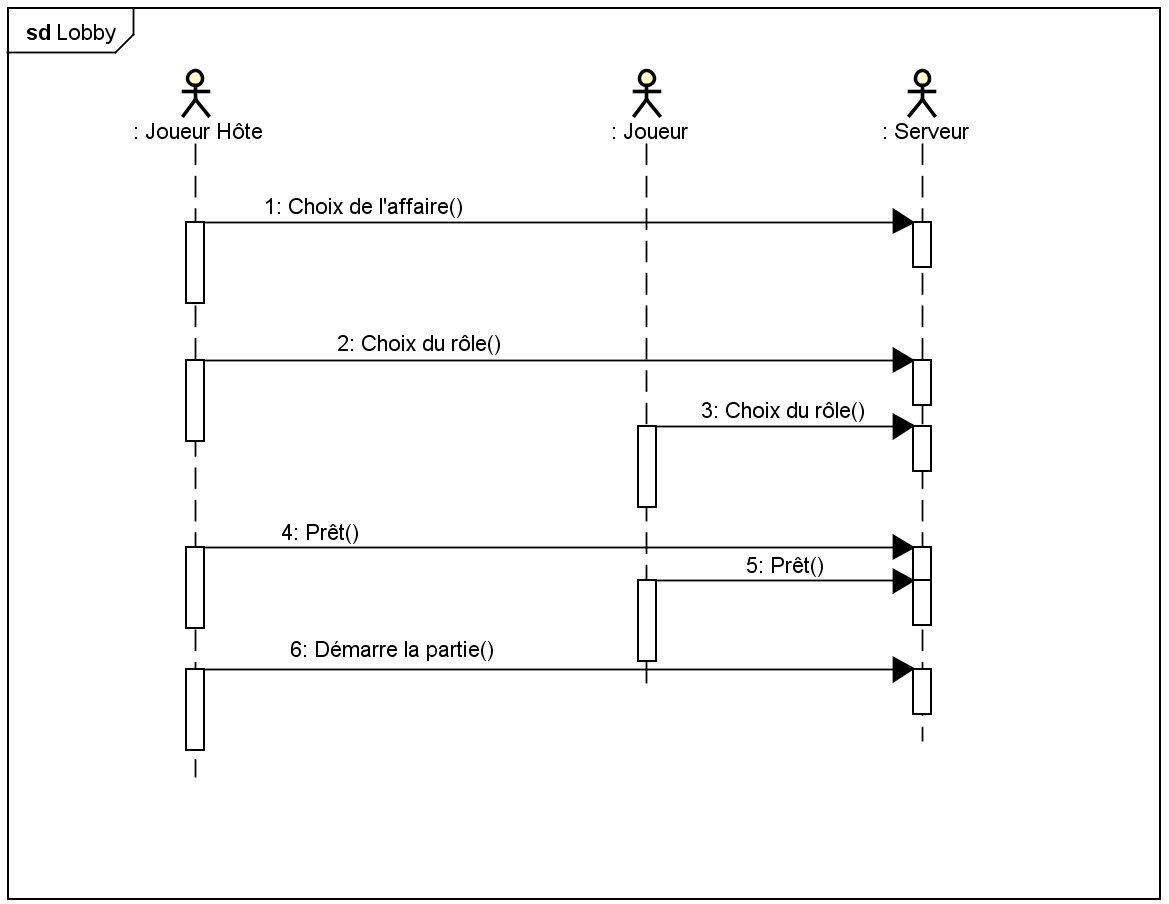 sd Lobby
: Joueur Hôte
: Joueur
: Serveur
1: Choix de l'affaire()
2: Choix du rôle()
3: Choix du rôle()
4: Prêt()
5: Prêt()
6: Démarre la partie()